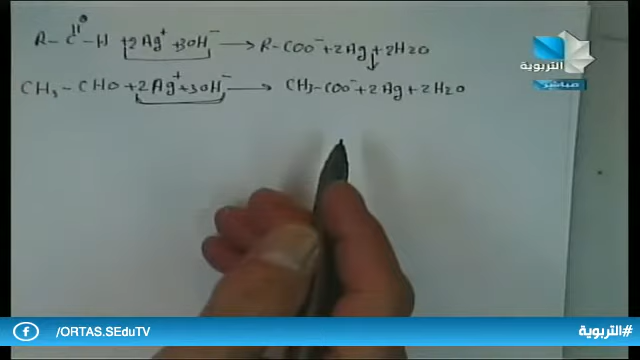 R-C(=O)-H +2Ag⁺+3OH⁻ → R-COO⁻+2Ag+2H2O
CH3-CHO+2Ag⁺+3OH⁻ → CH3-COO⁻+2Ag+2H2O
التربوية
مباشر
/ORTAS.SEduTV
#التربوية